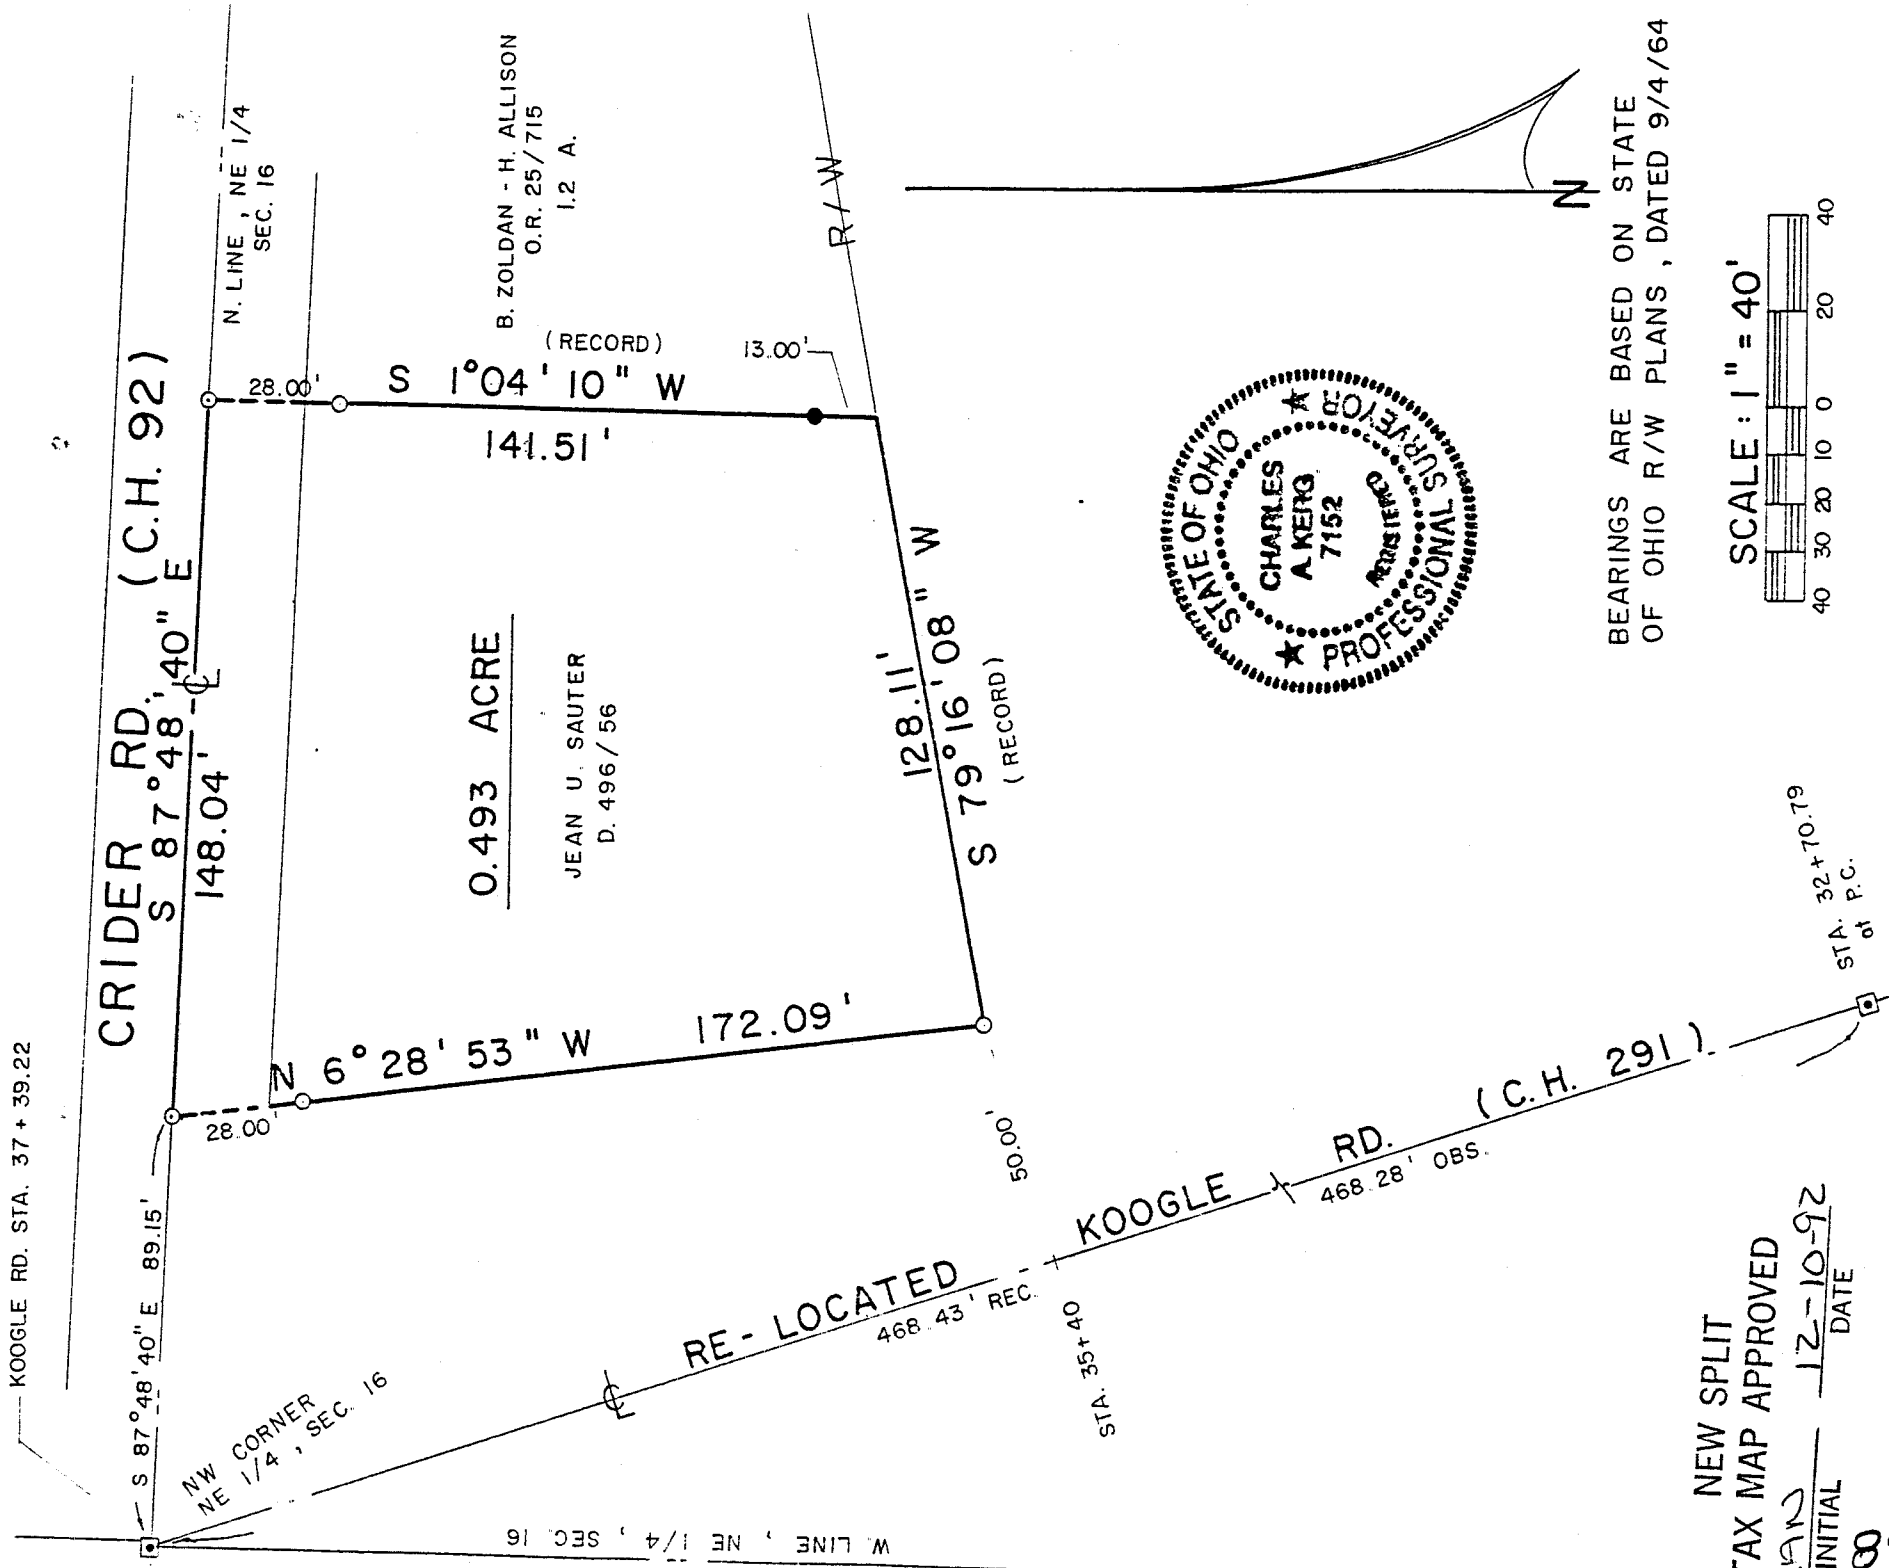 KOOGLE RD. STA. 37 + 39.22
CRIDER RD. (C.H. 92)
S 87°48'40" E 89.15'
S 87°48'40" E
148.04'
N. LINE, NE 1/4
SEC. 16
28.00'
28.00'
B. ZOLDAN - H. ALLISON
O.R. 25/715
1.2 A.
(RECORD)
S 1°04'10" W
141.51'
13.00'
R/W
0.493 ACRE
JEAN U. SAUTER
D. 496/56
N 6°28'53" W
172.09'
128.11'
S 79°16'08" W
(RECORD)
50.00'
NW CORNER
NE 1/4, SEC. 16
W. LINE, NE 1/4, SEC. 16
RE-LOCATED KOOGLE RD. (C.H. 291)
468.43' REC.
468.28' OBS.
STA. 35+40
STA. 32+70.79
at P.C.
N
STATE OF OHIO
CHARLES
A KERG
7152
REGISTERED
PROFESSIONAL SURVEYOR
BEARINGS ARE BASED ON STATE
OF OHIO R/W PLANS, DATED 9/4/64
SCALE : 1" = 40'
40 30 20 10 0 20 40
NEW SPLIT
TAX MAP APPROVED
12-10-92
INITIAL DATE